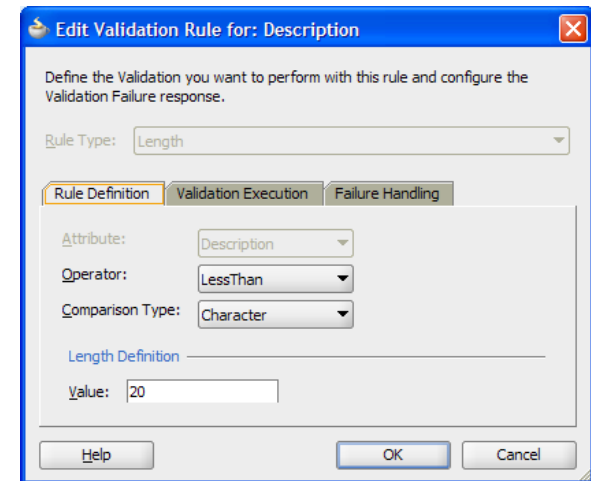 Edit Validation Rule for: Description
Define the Validation you want to perform with this rule and configure the
Validation Failure response.
Rule Type: Length
Rule Definition Validation Execution Failure Handling
Attribute: Description
Operator: LessThan
Comparison Type: Character
Length Definition
Value: 20
Help OK Cancel